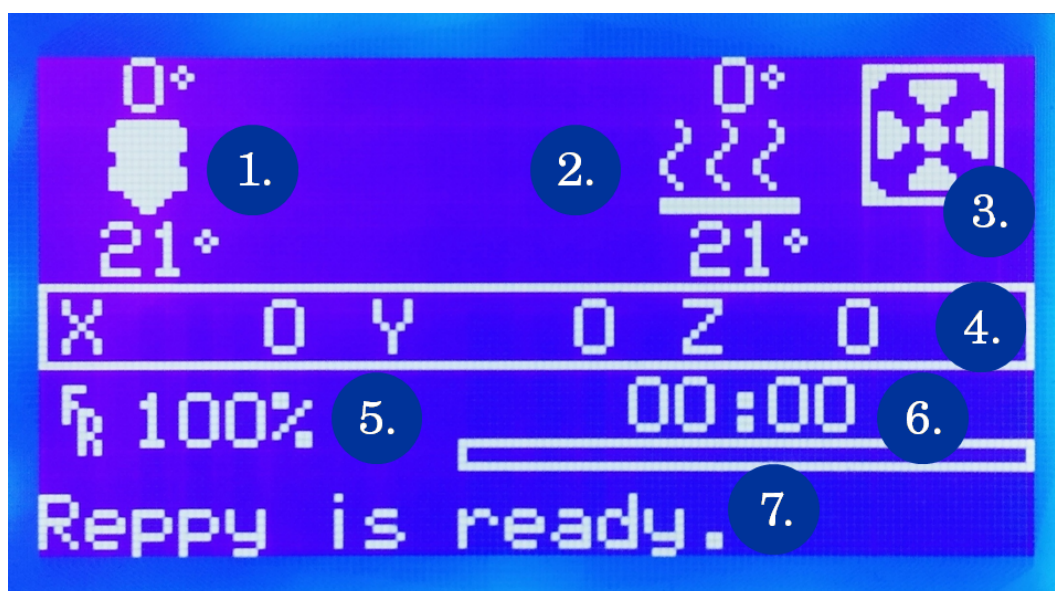 0° 0°
1. 2. 3.
21° 21°
X 0 Y 0 Z 0 4.
FR 100% 5. 00:00 6.
Reppy is ready. 7.